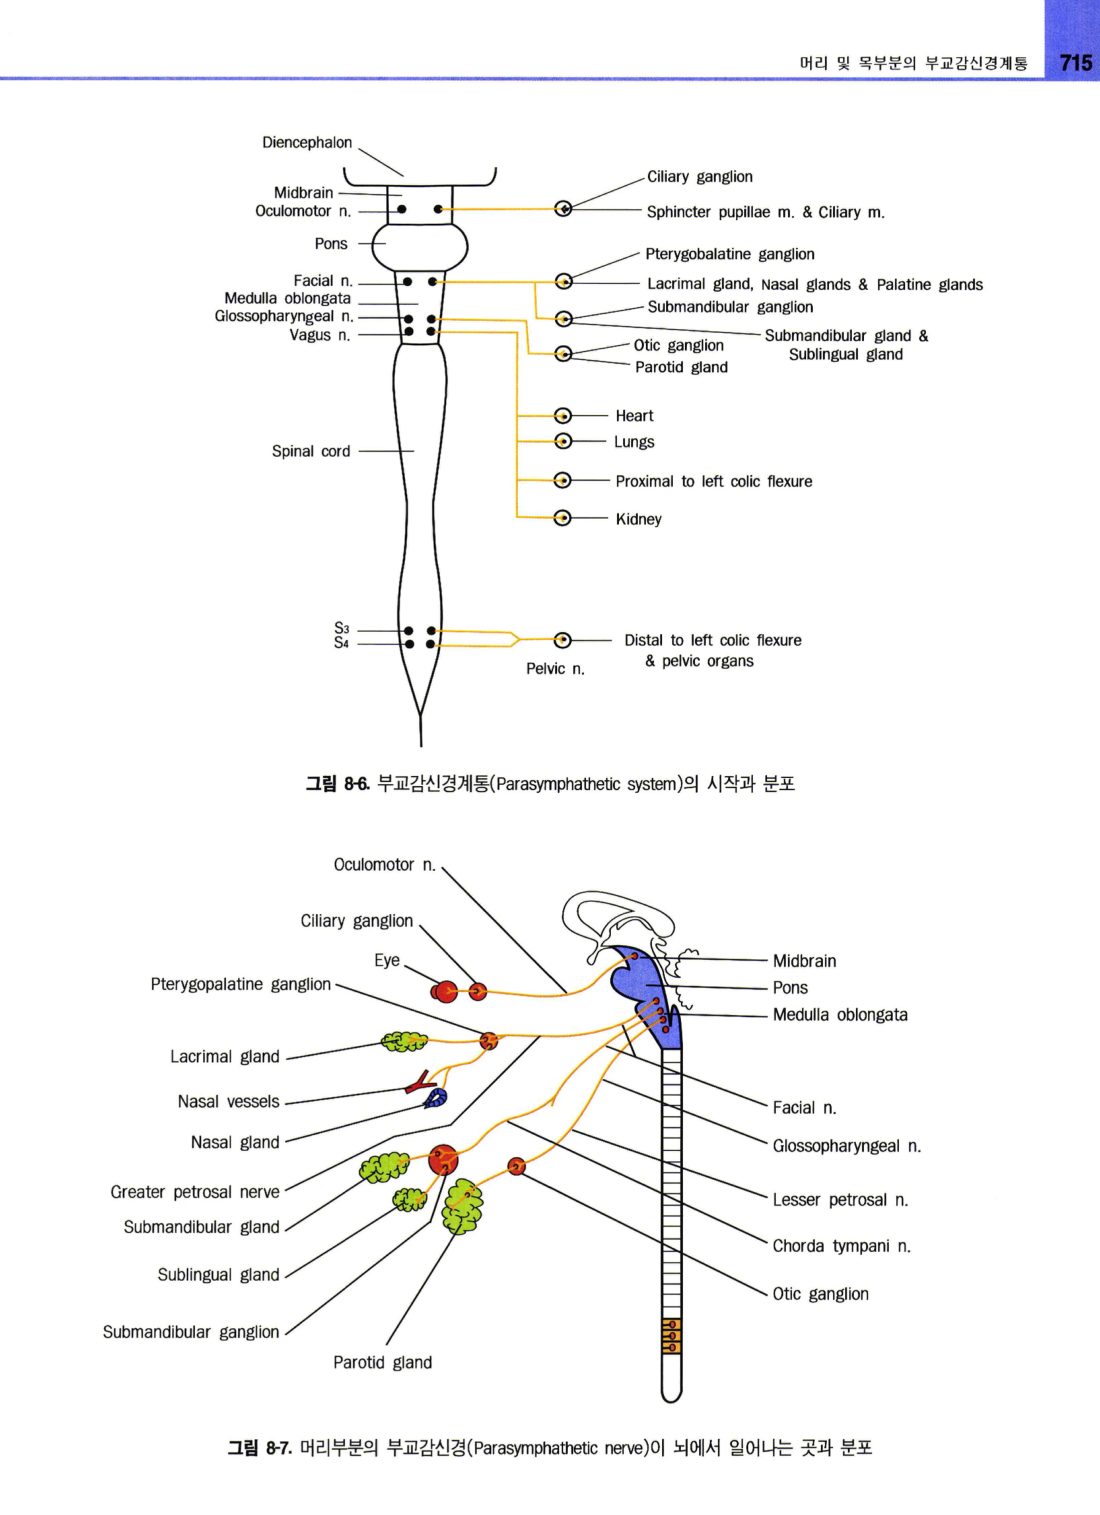 머리 및 목부분의 부교감신경계통 715
Diencephalon
Midbrain
Oculomotor n.
Pons
Facial n.
Medulla oblongata
Glossopharyngeal n.
Vagus n.
Spinal cord
S3
S4
Ciliary ganglion
Sphincter pupillae m. & Ciliary m.
Pterygobalatine ganglion
Lacrimal gland, Nasal glands & Palatine glands
Submandibular ganglion
Submandibular gland &
Sublingual gland
Otic ganglion
Parotid gland
Heart
Lungs
Proximal to left colic flexure
Kidney
Distal to left colic flexure
& pelvic organs
Pelvic n.
그림 8-6. 부교감신경계통(Parasymphathetic system)의 시작과 분포
Oculomotor n.
Ciliary ganglion
Eye
Pterygopalatine ganglion
Lacrimal gland
Nasal vessels
Nasal gland
Greater petrosal nerve
Submandibular gland
Sublingual gland
Submandibular ganglion
Parotid gland
Midbrain
Pons
Medulla oblongata
Facial n.
Glossopharyngeal n.
Lesser petrosal n.
Chorda tympani n.
Otic ganglion
그림 8-7. 머리부분의 부교감신경(Parasymphathetic nerve)이 뇌에서 일어나는 곳과 분포